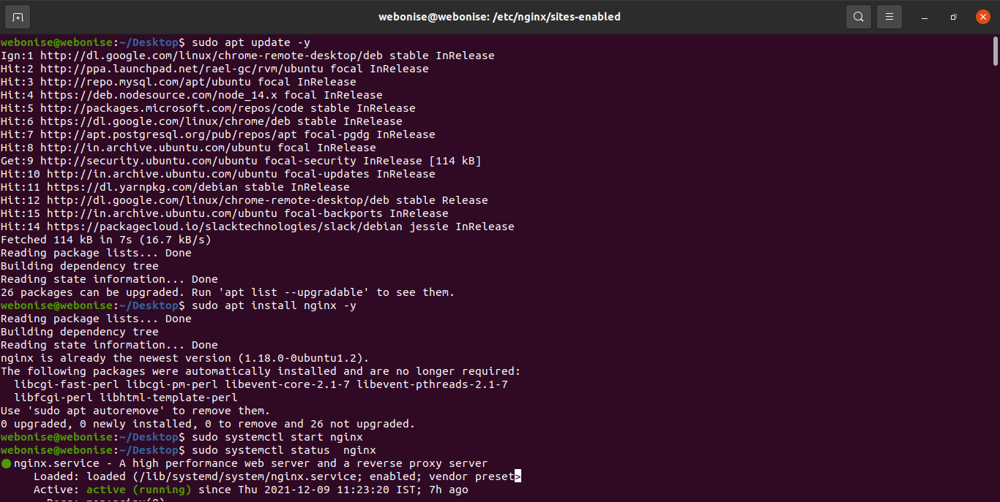 webonise@webonise: /etc/nginx/sites-enabled
webonise@webonise:~/Desktop$ sudo apt update -y
Ign:1 http://dl.google.com/linux/chrome-remote-desktop/deb stable InRelease
Hit:2 http://ppa.launchpad.net/rael-gc/rvm/ubuntu focal InRelease
Hit:3 http://repo.mysql.com/apt/ubuntu focal InRelease
Hit:4 https://deb.nodesource.com/node_14.x focal InRelease
Hit:5 http://packages.microsoft.com/repos/code stable InRelease
Hit:6 https://dl.google.com/linux/chrome/deb stable InRelease
Hit:7 http://apt.postgresql.org/pub/repos/apt focal-pgdg InRelease
Hit:8 http://in.archive.ubuntu.com/ubuntu focal InRelease
Get:9 http://security.ubuntu.com/ubuntu focal-security InRelease [114 kB]
Hit:10 http://in.archive.ubuntu.com/ubuntu focal-updates InRelease
Hit:11 https://dl.yarnpkg.com/debian stable InRelease
Hit:12 http://dl.google.com/linux/chrome-remote-desktop/deb stable Release
Hit:15 http://in.archive.ubuntu.com/ubuntu focal-backports InRelease
Hit:14 https://packagecloud.io/slacktechnologies/slack/debian jessie InRelease
Fetched 114 kB in 7s (16.7 kB/s)
Reading package lists... Done
Building dependency tree
Reading state information... Done
26 packages can be upgraded. Run 'apt list --upgradable' to see them.
webonise@webonise:~/Desktop$ sudo apt install nginx -y
Reading package lists... Done
Building dependency tree
Reading state information... Done
nginx is already the newest version (1.18.0-0ubuntu1.2).
The following packages were automatically installed and are no longer required:
  libcgi-fast-perl libcgi-pm-perl libevent-core-2.1-7 libevent-pthreads-2.1-7
  libfcgi-perl libhtml-template-perl
Use 'sudo apt autoremove' to remove them.
0 upgraded, 0 newly installed, 0 to remove and 26 not upgraded.
webonise@webonise:~/Desktop$ sudo systemctl start nginx
webonise@webonise:~/Desktop$ sudo systemctl status  nginx
● nginx.service - A high performance web server and a reverse proxy server
     Loaded: loaded (/lib/systemd/system/nginx.service; enabled; vendor preset>
     Active: active (running) since Thu 2021-12-09 11:23:20 IST; 7h ago